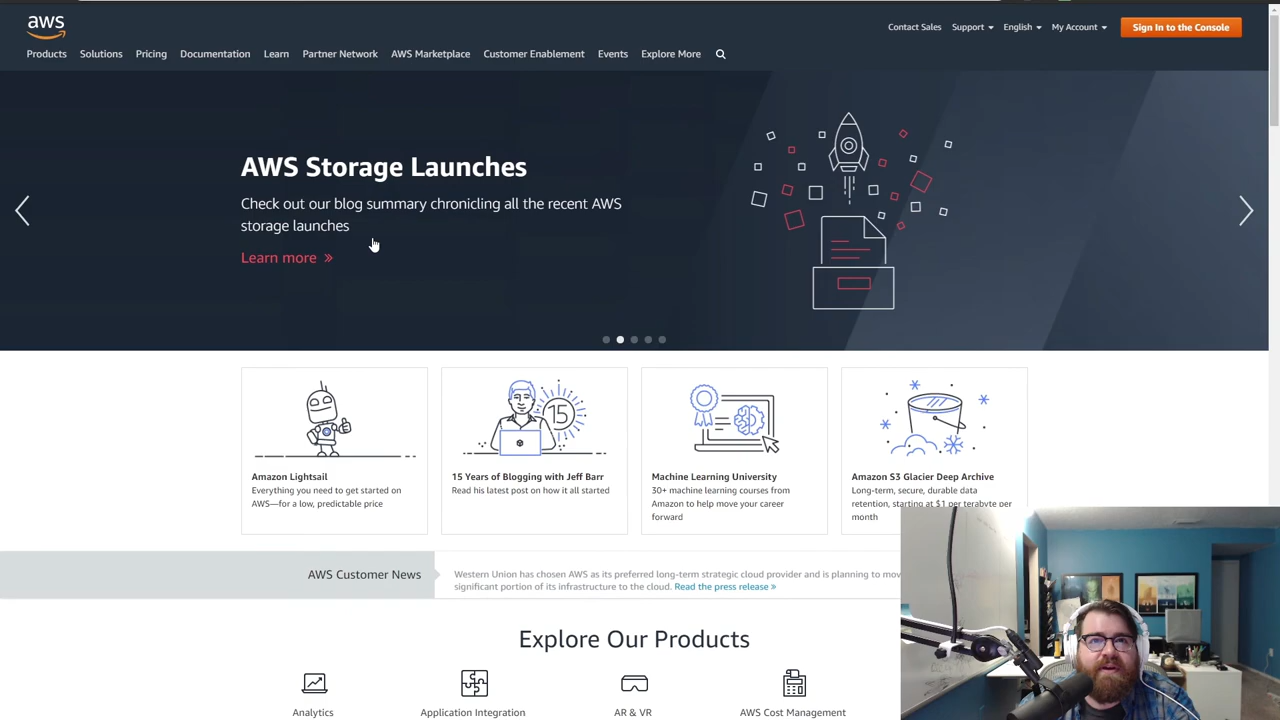 aws
Contact Sales
Support
English
My Account
Sign In to the Console
Products
Solutions
Pricing
Documentation
Learn
Partner Network
AWS Marketplace
Customer Enablement
Events
Explore More
AWS Storage Launches
Check out our blog summary chronicling all the recent AWS
storage launches
Learn more »
15
Amazon Lightsail
Everything you need to get started on
AWS—for a low, predictable price
15 Years of Blogging with Jeff Barr
Read his latest post on how it all started
Machine Learning University
30+ machine learning courses from
Amazon to help move your career
forward
Amazon S3 Glacier Deep Archive
Long-term, secure, durable data
retention, starting at $1 per terabyte per
month
AWS Customer News
Western Union has chosen AWS as its preferred long-term strategic cloud provider and is planning to mov
significant portion of its infrastructure to the cloud. Read the press release »
Explore Our Products
Analytics
Application Integration
AR & VR
AWS Cost Management